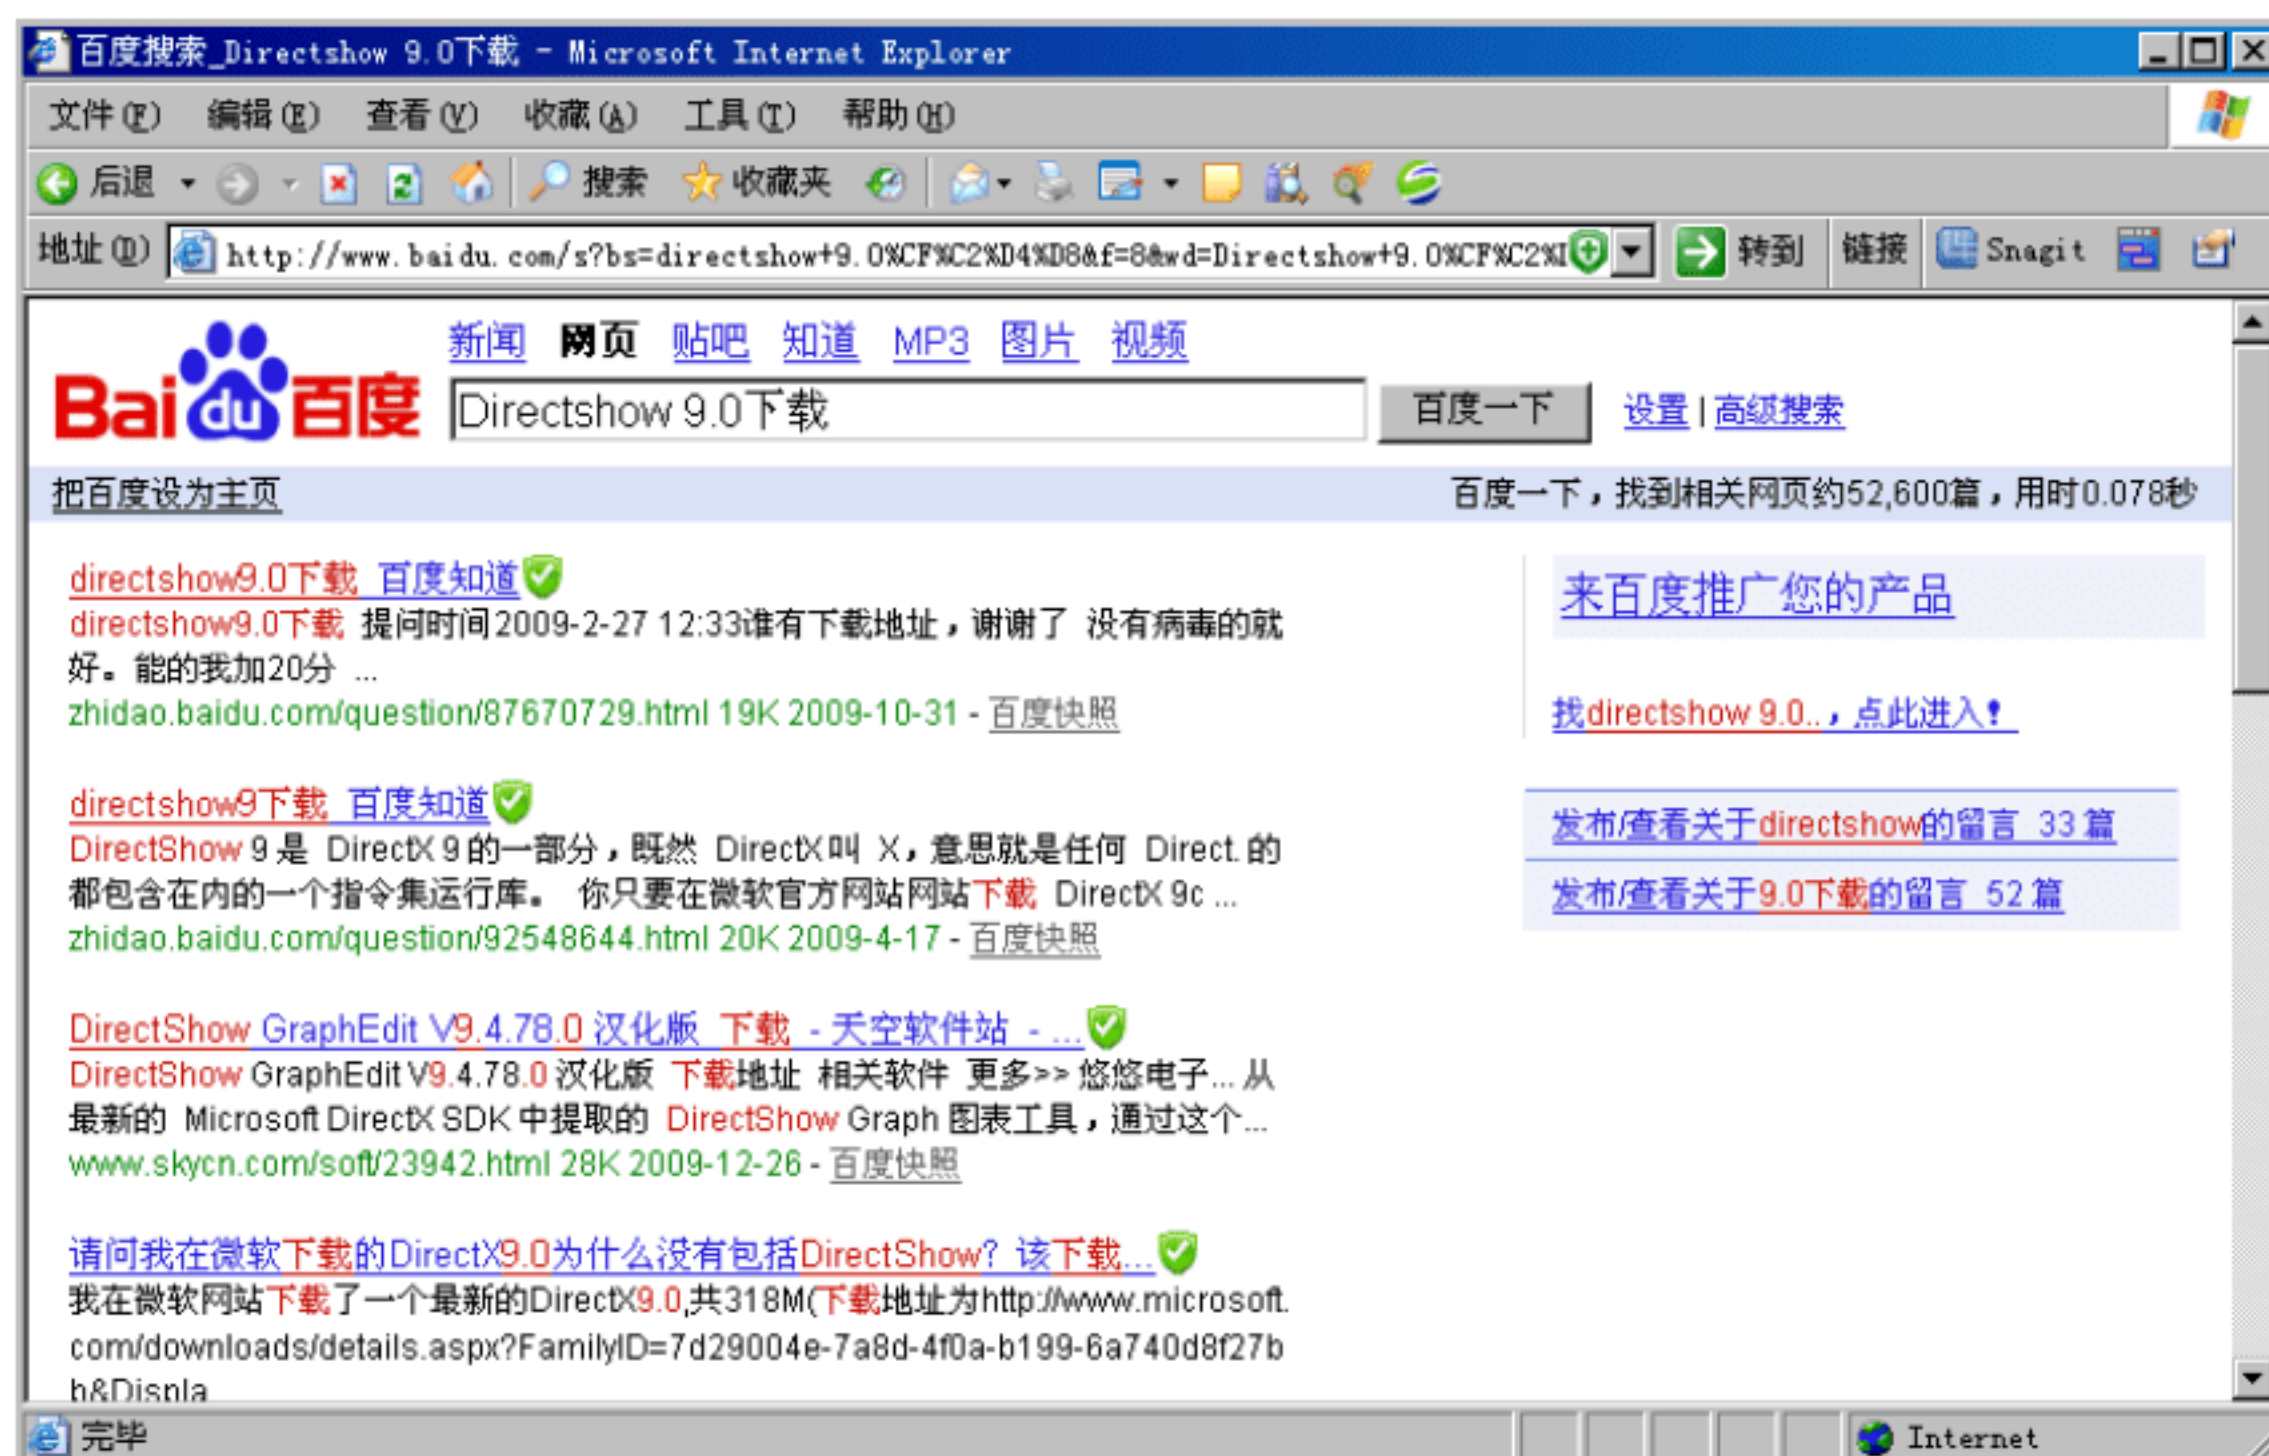 百度搜索_Directshow 9.0下载 - Microsoft Internet Explorer
文件(F) 编辑(E) 查看(V) 收藏(A) 工具(T) 帮助(H)
后退 搜索 收藏夹
地址(D) http://www.baidu.com/s?bs=directshow+9.0%CF%C2%D4%D8&f=8&wd=Directshow+9.0%CF%C2%D 转到 链接 Snagit
新闻 网页 贴吧 知道 MP3 图片 视频
Baidu百度 Directshow 9.0下载 百度一下 设置 | 高级搜索
把百度设为主页 百度一下，找到相关网页约52,600篇，用时0.078秒
directshow9.0下载_百度知道
directshow9.0下载 提问时间2009-2-27 12:33谁有下载地址，谢谢了 没有病毒的就
好。能的我加20分 ...
zhidao.baidu.com/question/87670729.html 19K 2009-10-31 - 百度快照
directshow9下载_百度知道
DirectShow 9 是 DirectX 9 的一部分，既然 DirectX 叫 X，意思就是任何 Direct. 的
都包含在内的一个指令集运行库。 你只要在微软官方网站网站下载 DirectX 9c ...
zhidao.baidu.com/question/92548644.html 20K 2009-4-17 - 百度快照
DirectShow GraphEdit V9.4.78.0 汉化版_下载 - 天空软件站 - ...
DirectShow GraphEdit V9.4.78.0 汉化版 下载地址 相关软件 更多>> 悠悠电子... 从
最新的 Microsoft DirectX SDK 中提取的 DirectShow Graph 图表工具，通过这个...
www.skycn.com/soft/23942.html 28K 2009-12-26 - 百度快照
请问我在微软下载的DirectX9.0为什么没有包括DirectShow? 该下载...
我在微软网站下载了一个最新的DirectX9.0,共318M(下载地址为http://www.microsoft.
com/downloads/details.aspx?FamilyID=7d29004e-7a8d-4f0a-b199-6a740d8f27b
b&Displa
来百度推广您的产品
找directshow 9.0..，点此进入！
发布/查看关于directshow的留言 33 篇
发布/查看关于9.0下载的留言 52 篇
完毕 Internet